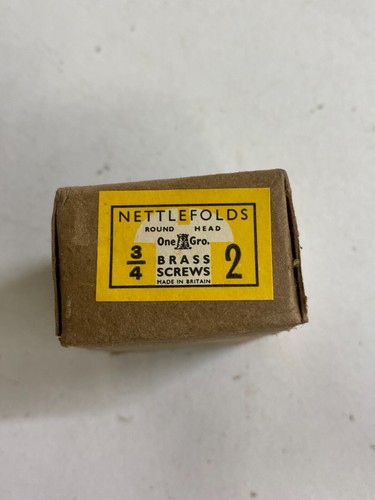 NETTLEFOLDS
ROUND HEAD
One Gro.
3/4 BRASS SCREWS 2
MADE IN BRITAIN